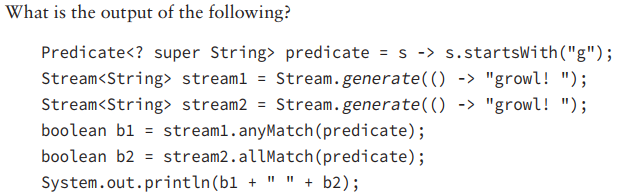 What is the output of the following?
Predicate<? super String> predicate = s -> s.startsWith("g");
Stream<String> stream1 = Stream.generate(() -> "growl! ");
Stream<String> stream2 = Stream.generate(() -> "growl! ");
boolean b1 = stream1.anyMatch(predicate);
boolean b2 = stream2.allMatch(predicate);
System.out.println(b1 + " " + b2);